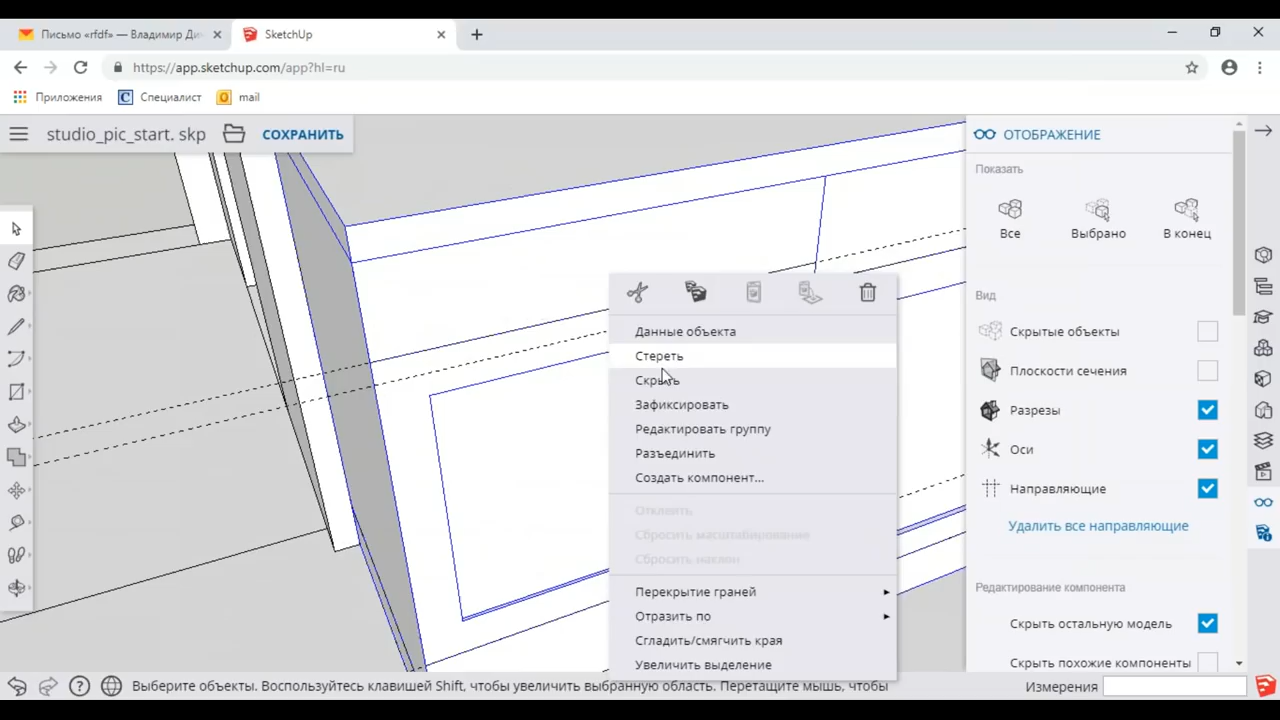 Письмо «rfdf» — Владимир Ди
SketchUp
https://app.sketchup.com/app?hl=ru
Приложения
Специалист
mail
studio_pic_start. skp
СОХРАНИТЬ
ОТОБРАЖЕНИЕ
Показать
Все
Выбрано
В конец
Вид
Скрытые объекты
Плоскости сечения
Разрезы
Оси
Направляющие
Удалить все направляющие
Редактирование компонента
Скрыть остальную модель
Скрыть похожие компоненты
Данные объекта
Стереть
Скрыть
Зафиксировать
Редактировать группу
Разъединить
Создать компонент...
Отклеить
Сбросить масштабирование
Сбросить наклон
Перекрытие граней
Отразить по
Сгладить/смягчить края
Увеличить выделение
Выберите объекты. Воспользуйтесь клавишей Shift, чтобы увеличить выбранную область. Перетащите мышь, чтобы
Измерения